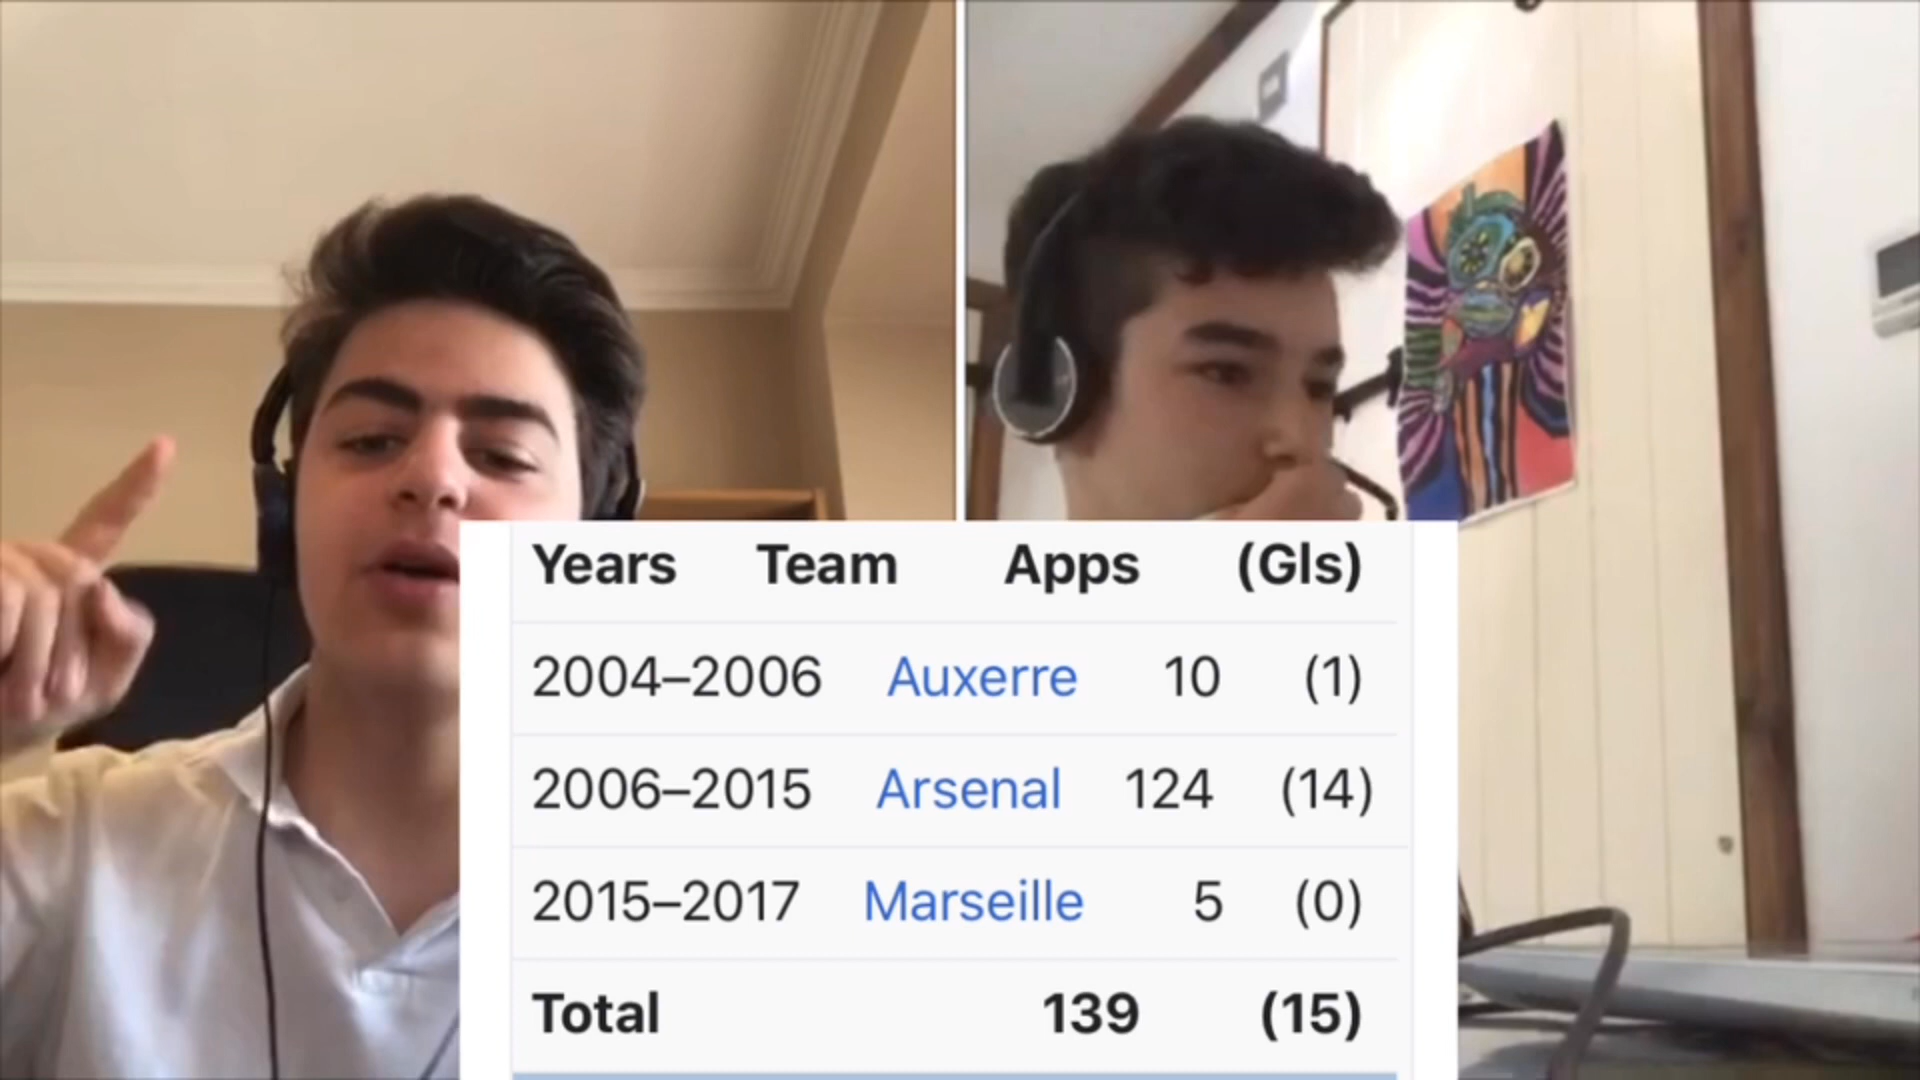 Years Team Apps (Gls)
2004–2006 Auxerre 10 (1)
2006–2015 Arsenal 124 (14)
2015–2017 Marseille 5 (0)
Total 139 (15)